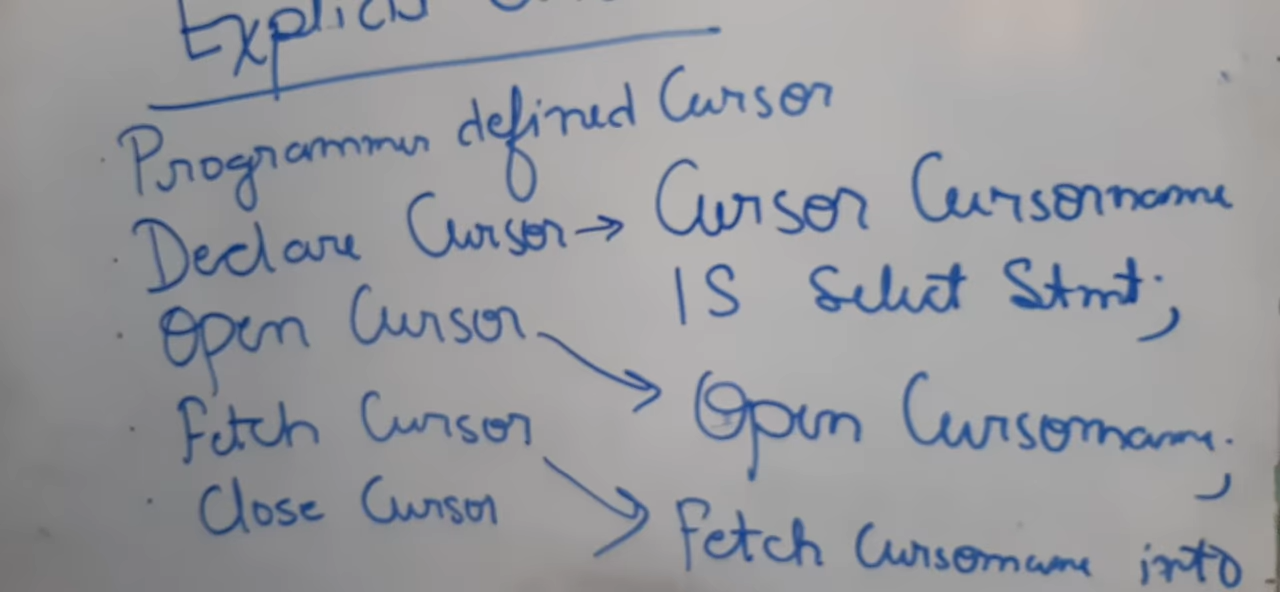 Explicit
Programmer defined Cursor
Declare Cursor → Cursor Cursorname
IS Select Stmt;
Open Cursor → Open Cursorname;
Fetch Cursor → Fetch Cursorname into
Close Cursor